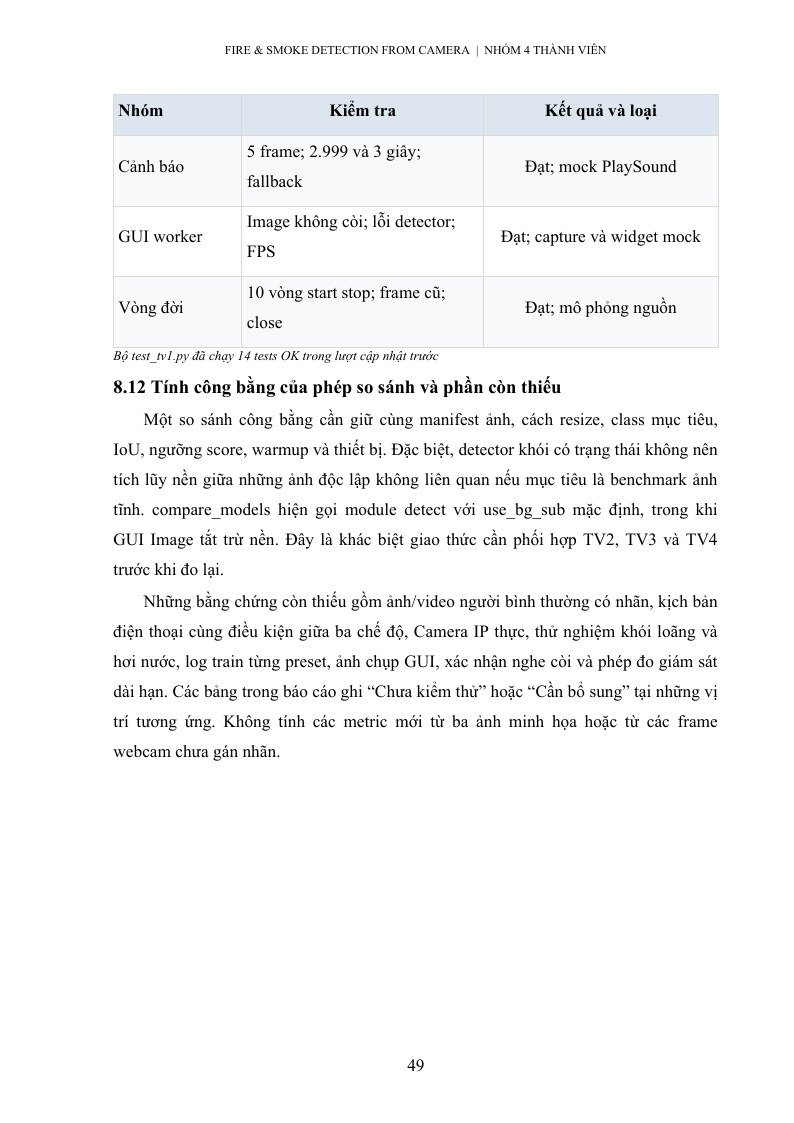 FIRE & SMOKE DETECTION FROM CAMERA | NHÓM 4 THÀNH VIÊN
Nhóm Kiểm tra Kết quả và loại
Cảnh báo 5 frame; 2.999 và 3 giây; fallback Đạt; mock PlaySound
GUI worker Image không còi; lỗi detector; FPS Đạt; capture và widget mock
Vòng đời 10 vòng start stop; frame cũ; close Đạt; mô phỏng nguồn
Bộ test_tv1.py đã chạy 14 tests OK trong lượt cập nhật trước
8.12 Tính công bằng của phép so sánh và phần còn thiếu
Một so sánh công bằng cần giữ cùng manifest ảnh, cách resize, class mục tiêu,
IoU, ngưỡng score, warmup và thiết bị. Đặc biệt, detector khói có trạng thái không nên
tích lũy nền giữa những ảnh độc lập không liên quan nếu mục tiêu là benchmark ảnh
tĩnh. compare_models hiện gọi module detect với use_bg_sub mặc định, trong khi
GUI Image tắt trừ nền. Đây là khác biệt giao thức cần phối hợp TV2, TV3 và TV4
trước khi đo lại.
Những bằng chứng còn thiếu gồm ảnh/video người bình thường có nhãn, kịch bản
điện thoại cùng điều kiện giữa ba chế độ, Camera IP thực, thử nghiệm khói loãng và
hơi nước, log train từng preset, ảnh chụp GUI, xác nhận nghe còi và phép đo giám sát
dài hạn. Các bảng trong báo cáo ghi “Chưa kiểm thử” hoặc “Cần bổ sung” tại những vị
trí tương ứng. Không tính các metric mới từ ba ảnh minh họa hoặc từ các frame
webcam chưa gán nhãn.
49